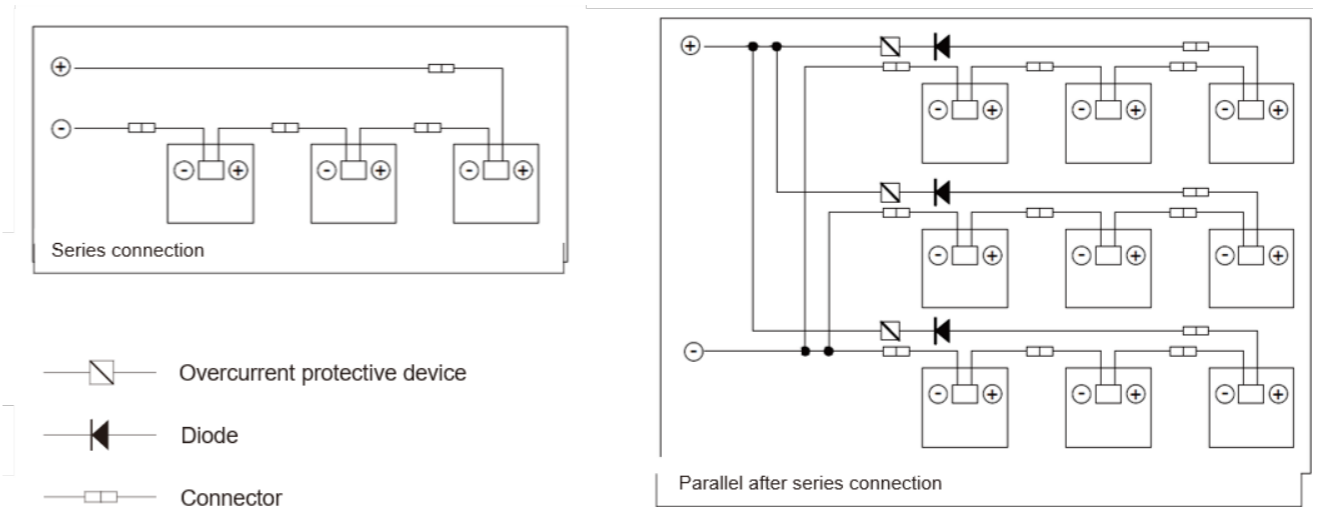 Series connection
Overcurrent protective device
Diode
Connector
Parallel after series connection